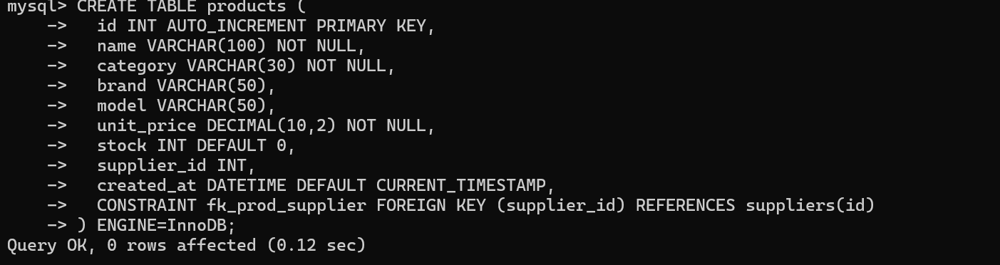 mysql> CREATE TABLE products (
    ->   id INT AUTO_INCREMENT PRIMARY KEY,
    ->   name VARCHAR(100) NOT NULL,
    ->   category VARCHAR(30) NOT NULL,
    ->   brand VARCHAR(50),
    ->   model VARCHAR(50),
    ->   unit_price DECIMAL(10,2) NOT NULL,
    ->   stock INT DEFAULT 0,
    ->   supplier_id INT,
    ->   created_at DATETIME DEFAULT CURRENT_TIMESTAMP,
    ->   CONSTRAINT fk_prod_supplier FOREIGN KEY (supplier_id) REFERENCES suppliers(id)
    -> ) ENGINE=InnoDB;
Query OK, 0 rows affected (0.12 sec)